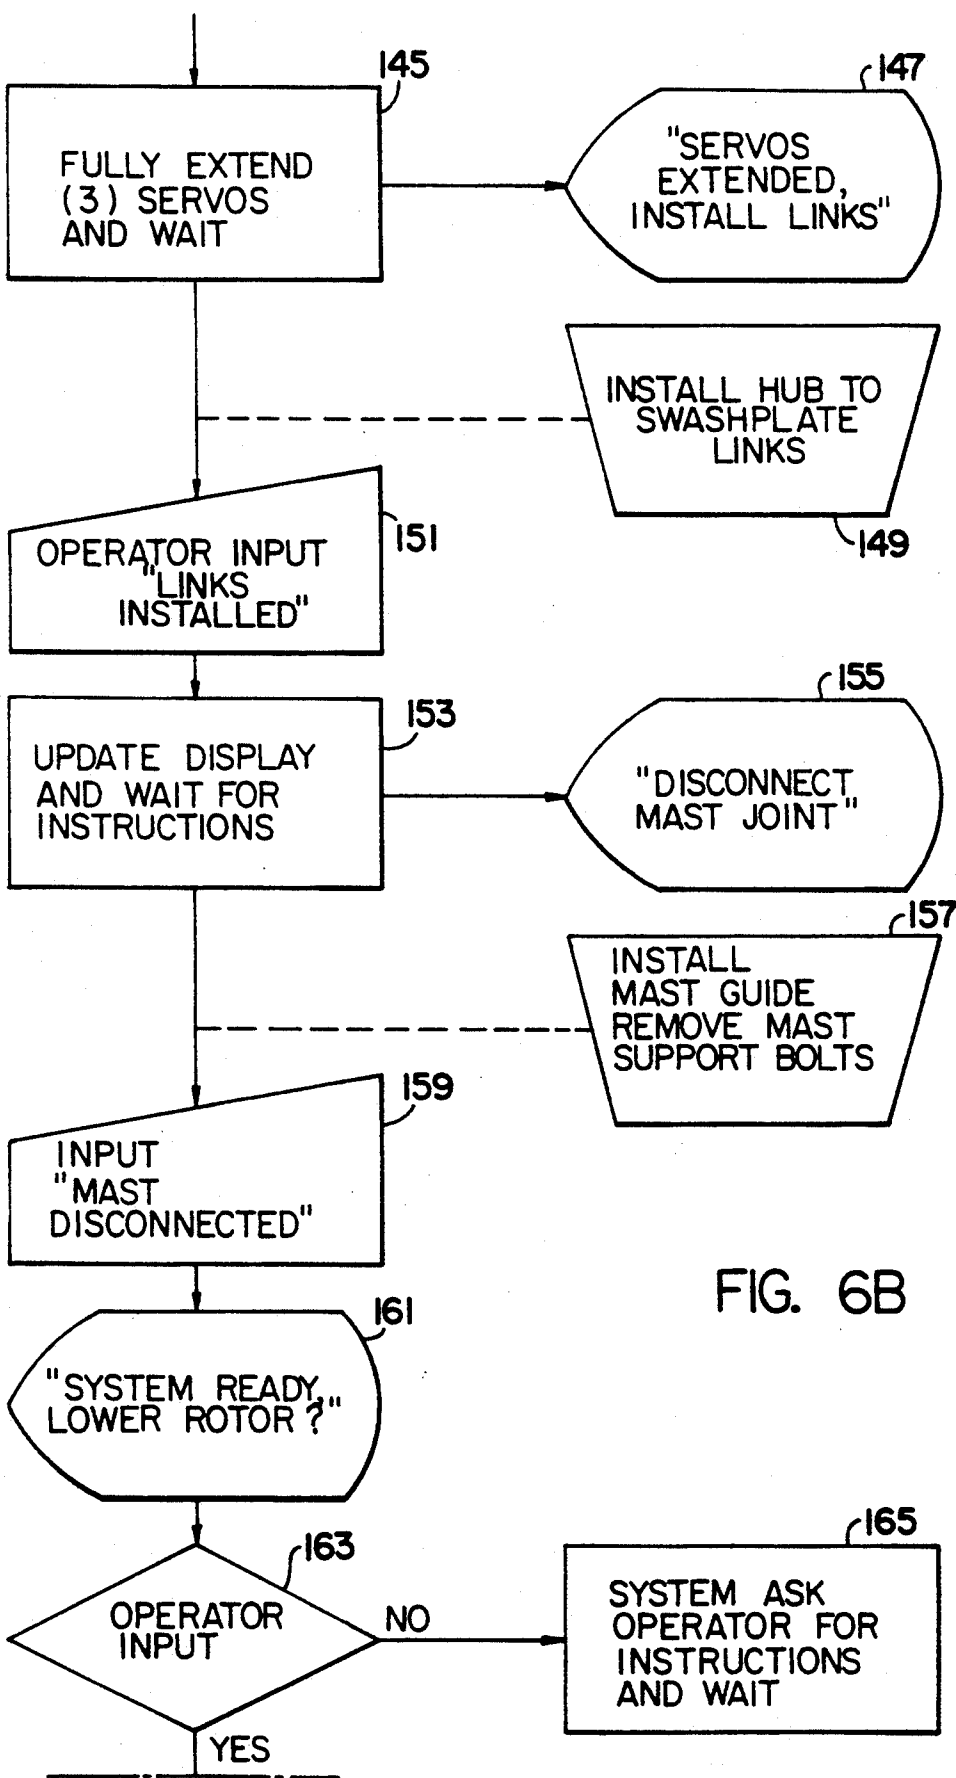 145
FULLY EXTEND
(3) SERVOS
AND WAIT
147
"SERVOS
EXTENDED,
INSTALL LINKS"
INSTALL HUB TO
SWASHPLATE
LINKS
149
151
OPERATOR INPUT
"LINKS
INSTALLED"
153
UPDATE DISPLAY
AND WAIT FOR
INSTRUCTIONS
155
"DISCONNECT
MAST JOINT"
157
INSTALL
MAST GUIDE
REMOVE MAST
SUPPORT BOLTS
159
INPUT
"MAST
DISCONNECTED"
FIG. 6B
161
"SYSTEM READY,
LOWER ROTOR?"
163
OPERATOR
INPUT
NO
165
SYSTEM ASK
OPERATOR FOR
INSTRUCTIONS
AND WAIT
YES